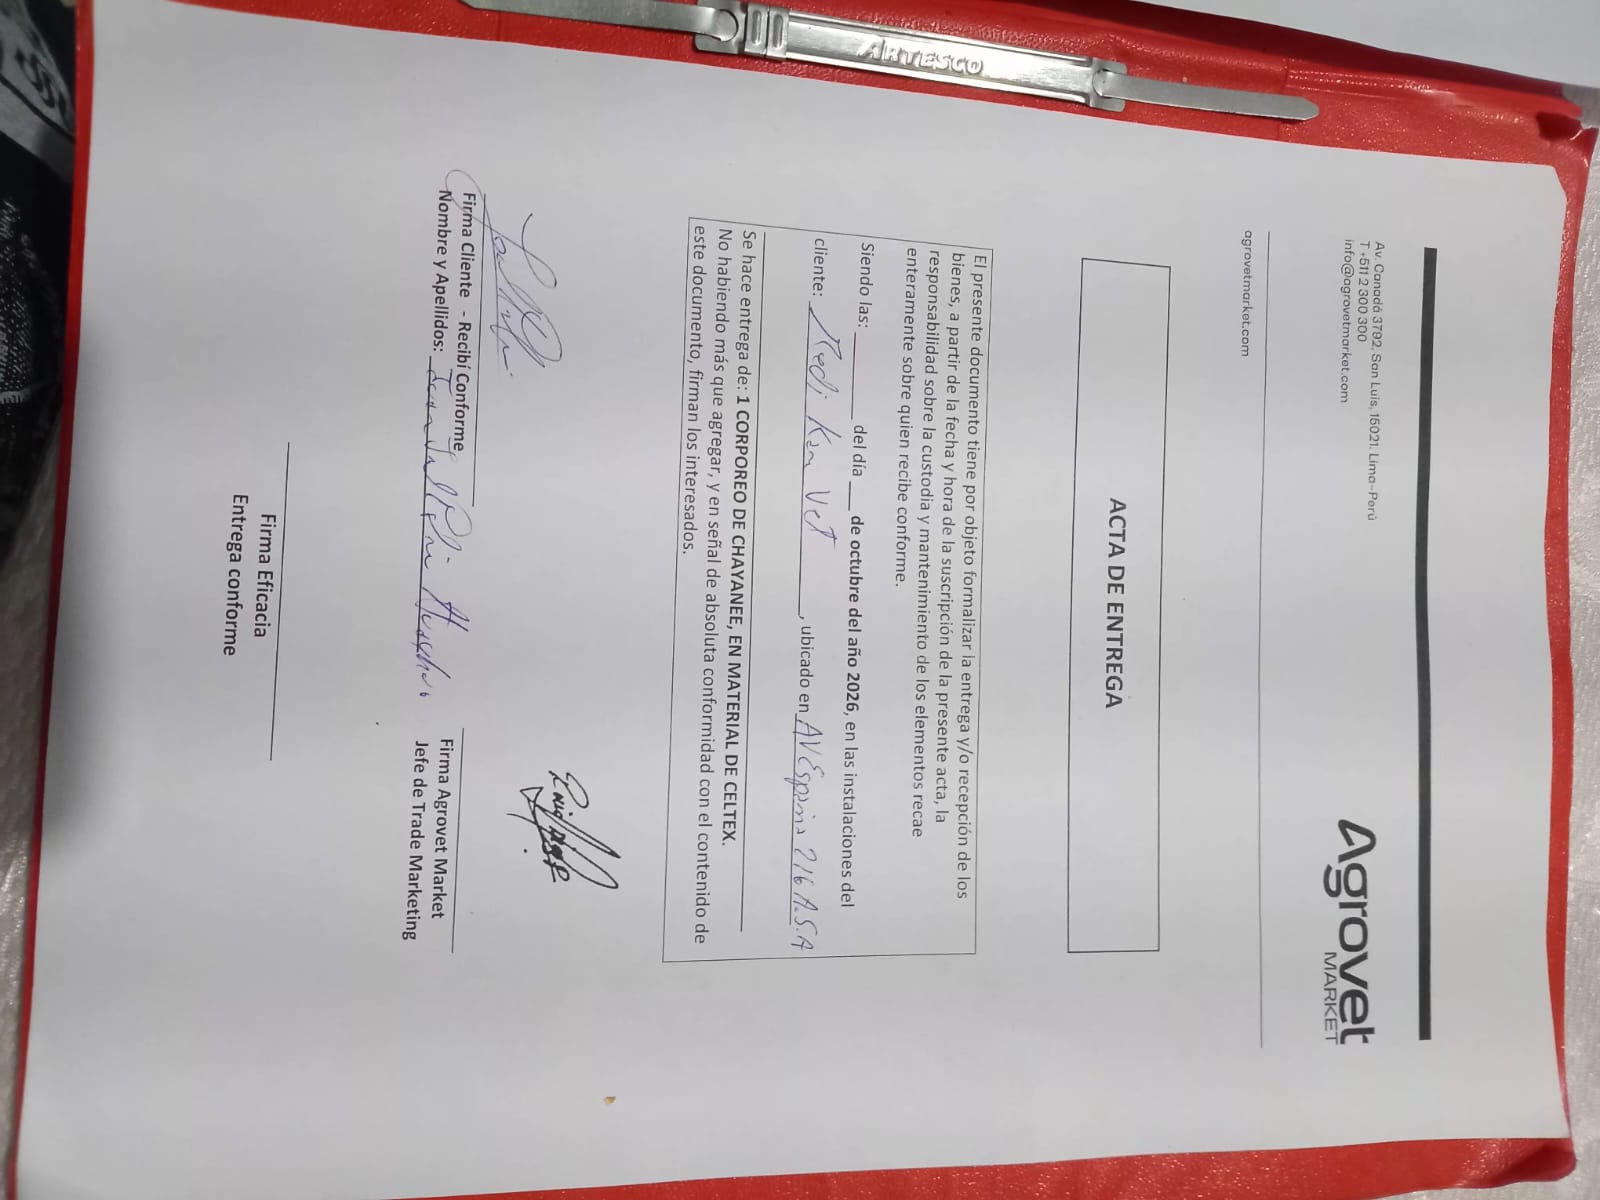 Av. Canadá 3792, San Luis, 15021. Lima-Perú
T +511 2 300 300
info@agrovetmarket.com
Agrovet
MARKET
agrovetmarket.com
ACTA DE ENTREGA
El presente documento tiene por objeto formalizar la entrega y/o recepción de los
bienes, a partir de la fecha y hora de la suscripción de la presente acta, la
responsabilidad sobre la custodia y mantenimiento de los elementos recae
enteramente sobre quien recibe conforme.
Siendo las: ________ del día ___ de octubre del año 2026, en las instalaciones del
cliente: Medi Kan Vet, ubicado en AV España 216 A.S.A
Se hace entrega de: 1 CORPOREO DE CHAYANEE, EN MATERIAL DE CELTEX.
No habiendo más que agregar, y en señal de absoluta conformidad con el contenido de
este documento, firman los interesados.
Firma Cliente - Recibí Conforme
Nombre y Apellidos:
Firma Agrovet Market
Jefe de Trade Marketing
Firma Eficacia
Entrega conforme
ARTESCO